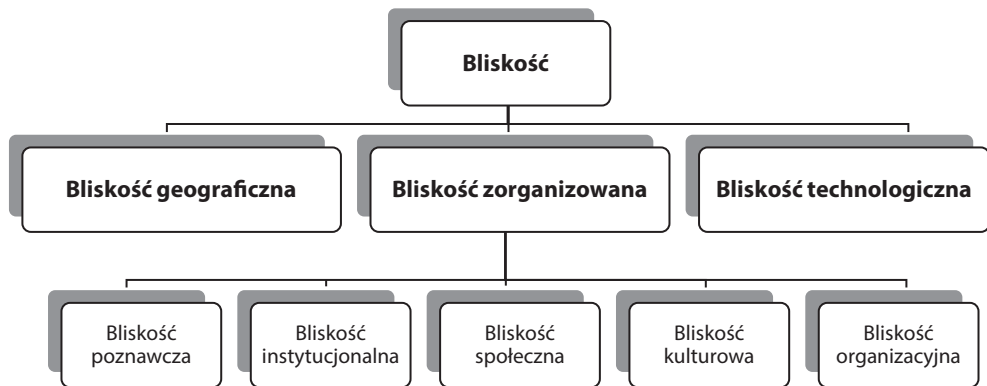 Bliskość
Bliskość geograficzna
Bliskość zorganizowana
Bliskość technologiczna
Bliskość
poznawcza
Bliskość
instytucjonalna
Bliskość
społeczna
Bliskość
kulturowa
Bliskość
organizacyjna